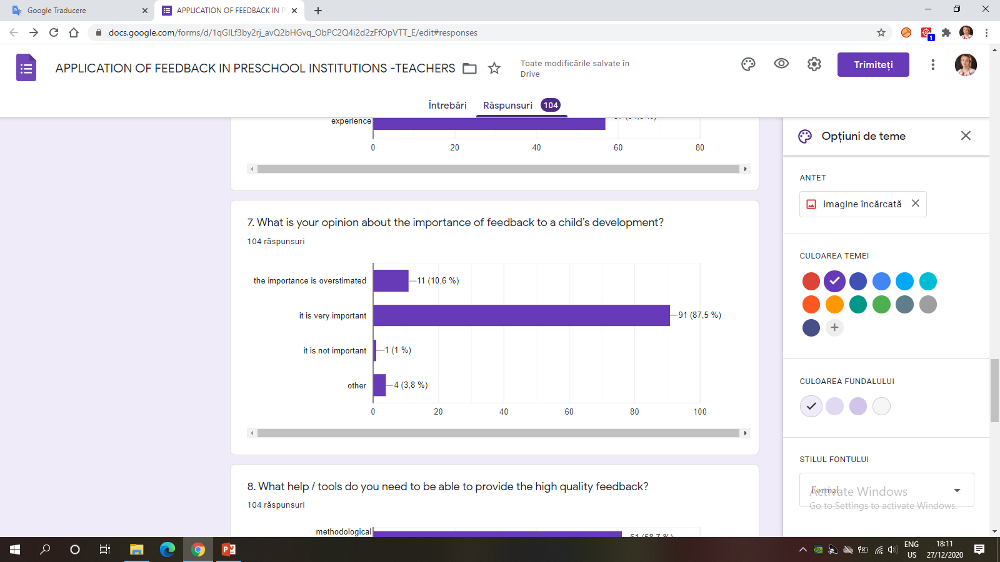 Google Traducere
APPLICATION OF FEEDBACK IN P
docs.google.com/forms/d/1qGILf3by2rj_avQ2bHGvq_ObPC2Q4i2d2zFfOpVTT_E/edit#responses
1
APPLICATION OF FEEDBACK IN PRESCHOOL INSTITUTIONS -TEACHERS
Toate modificările salvate în
Drive
Trimiteți
Întrebări
Răspunsuri 104
experience
0 20 40 60 80
7. What is your opinion about the importance of feedback to a child’s development?
104 răspunsuri
the importance is overstimated
11 (10,6 %)
it is very important
91 (87,5 %)
it is not important
1 (1 %)
other
4 (3,8 %)
0 20 40 60 80 100
8. What help / tools do you need to be able to provide the high quality feedback?
104 răspunsuri
methodological
61 (58,7 %)
Opțiuni de teme
ANTET
Imagine încărcată
CULOAREA TEMEI
CULOAREA FUNDALULUI
STILUL FONTULUI
Formal
Activate Windows
Go to Settings to activate Windows.
ENG
US
18:11
27/12/2020